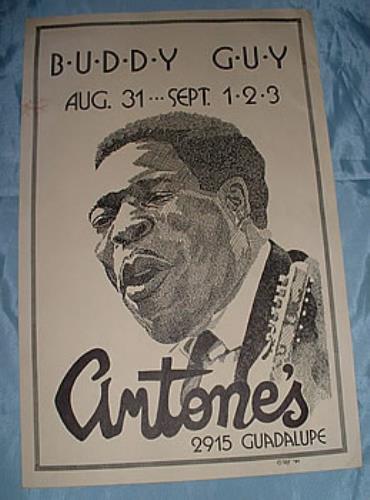 B·U·D·D·Y G·U·Y
AUG. 31···SEPT. 1·2·3
antone's
2915 GUADALUPE